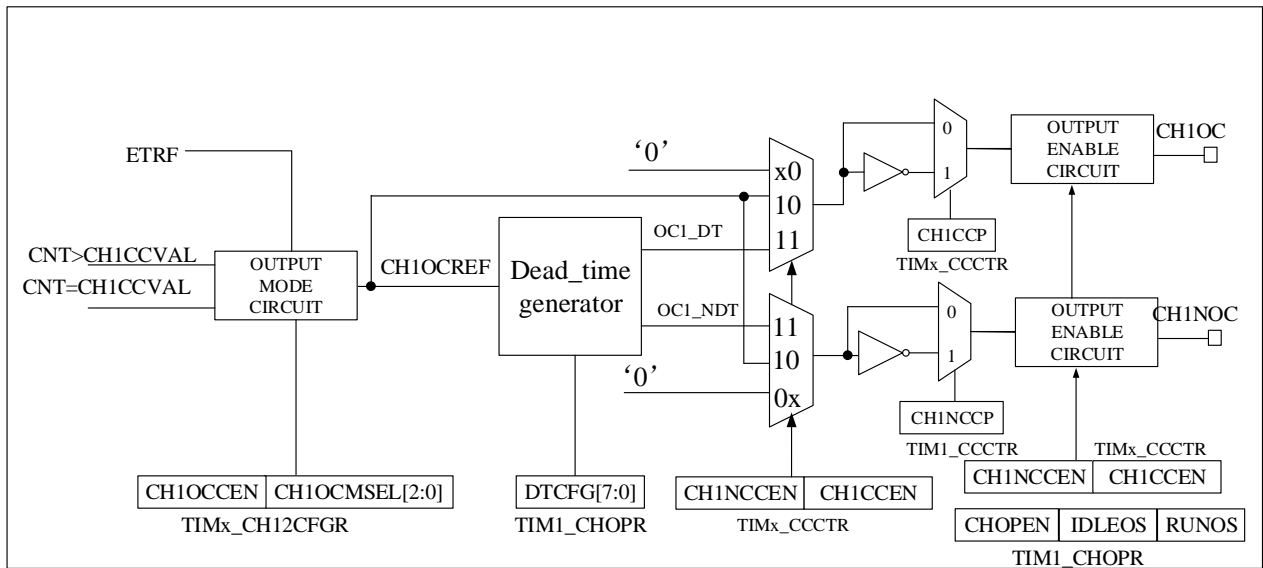 ETRF
CNT>CH1CCVAL
CNT=CH1CCVAL
OUTPUT
MODE
CIRCUIT
CH1OCREF
Dead_time
generator
OC1_DT
OC1_NDT
‘0’
x0
10
11
11
10
0x
‘0’
0
1
CH1CCP
TIMx_CCCTR
OUTPUT
ENABLE
CIRCUIT
CH1OC
0
1
CH1NCCP
TIM1_CCCTR
OUTPUT
ENABLE
CIRCUIT
CH1NOC
CH1OCCEN CH1OCMSEL[2:0]
TIMx_CH12CFGR
DTCFG[7:0]
TIM1_CHOPR
CH1NCCEN CH1CCEN
TIMx_CCCTR
TIMx_CCCTR
CH1NCCEN CH1CCEN
CHOPEN IDLEOS RUNOS
TIM1_CHOPR